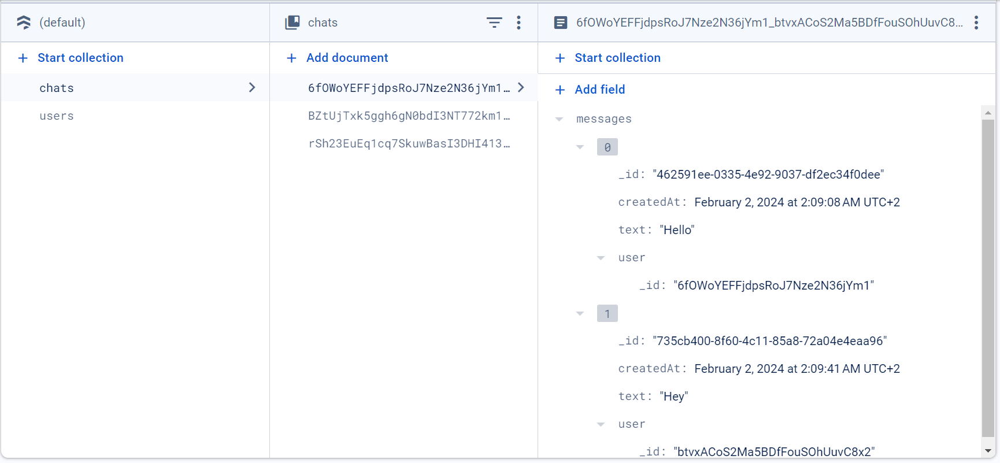 (default)
Start collection
chats
users
chats
Add document
6fOWoYEFFjdpsRoJ7Nze2N36jYm1…
BZtUjTxk5ggh6gN0bdI3NT772km1…
rSh23EuEq1cq7SkuwBasI3DHI413…
6fOWoYEFFjdpsRoJ7Nze2N36jYm1_btvxACoS2Ma5BDfFouSOhUuvC8…
Start collection
Add field
messages
0
_id: "462591ee-0335-4e92-9037-df2ec34f0dee"
createdAt: February 2, 2024 at 2:09:08 AM UTC+2
text: "Hello"
user
_id: "6fOWoYEFFjdpsRoJ7Nze2N36jYm1"
1
_id: "735cb400-8f60-4c11-85a8-72a04e4eaa96"
createdAt: February 2, 2024 at 2:09:41 AM UTC+2
text: "Hey"
user
_id: "btvxACoS2Ma5BDfFouSOhUuvC8x2"